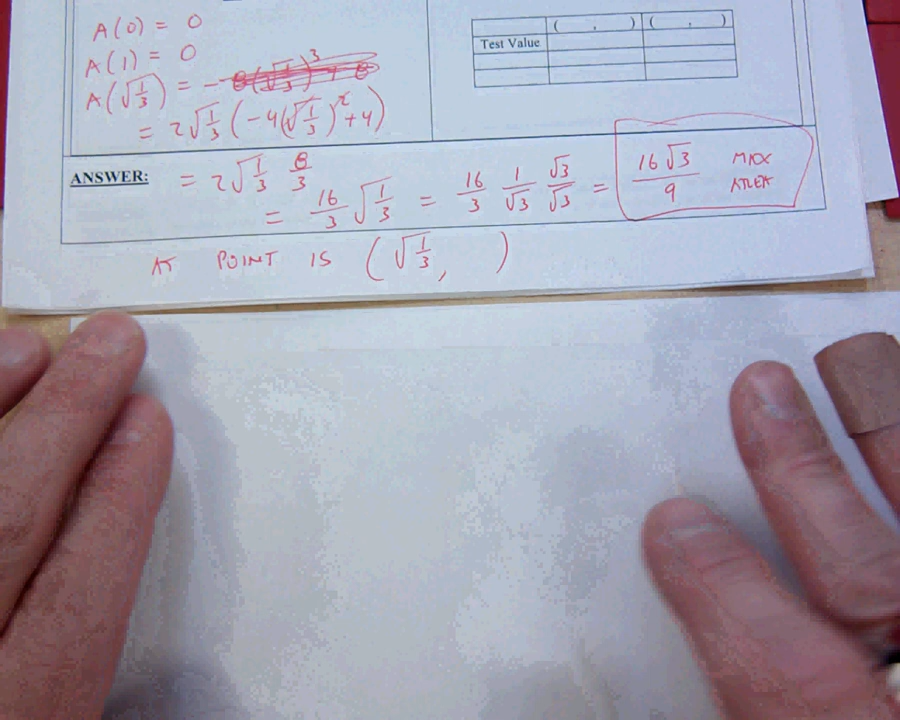 A(0) = 0
A(1) = 0
A(√1/3) =
= 2√1/3 (-4(√1/3)² + 4)
( , ) ( , )
Test Value
ANSWER: = 2√1/3 8/3
= 16/3 √1/3 = 16/3 1/√3 √3/√3 = 16√3/9 MAX AREA
AT POINT IS (√1/3, )